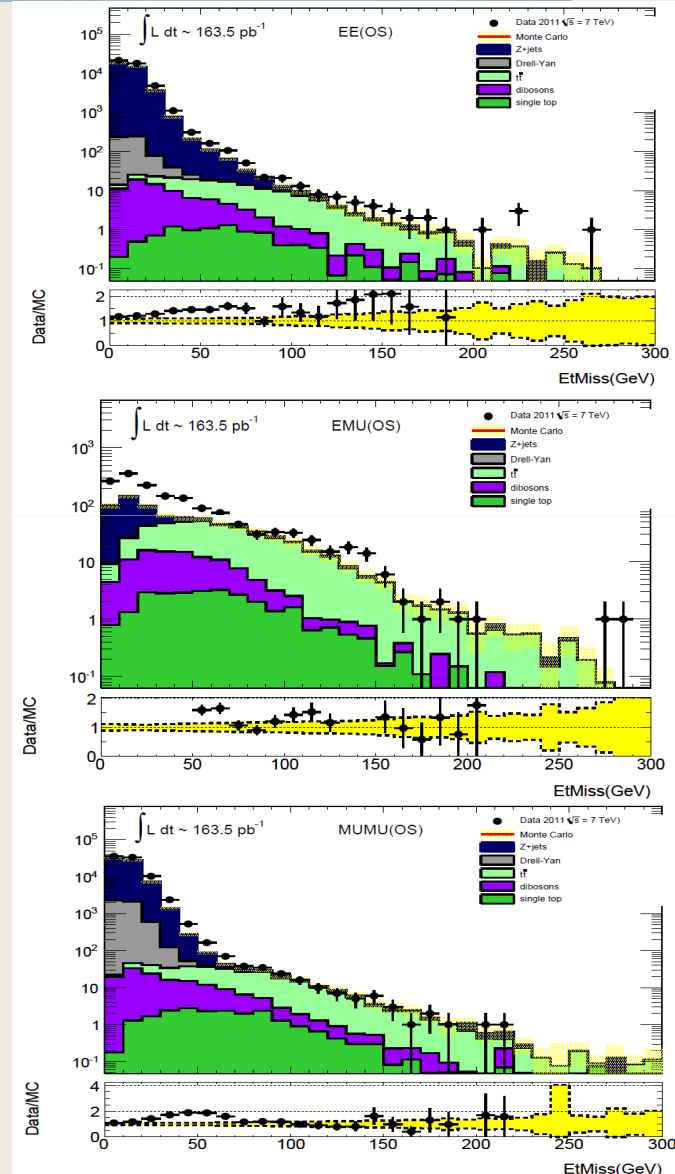 ∫ L dt ~ 163.5 pb⁻¹ EE(OS)
Data 2011 √s = 7 TeV)
Monte Carlo
Z+jets
Drell-Yan
tt̄
dibosons
single top
10⁵
10⁴
10³
10²
10
1
10⁻¹
Data/MC
2
1
0
0 50 100 150 200 250 300
EtMiss(GeV)
∫ L dt ~ 163.5 pb⁻¹ EMU(OS)
Data 2011 √s = 7 TeV)
Monte Carlo
Z+jets
Drell-Yan
tt̄
dibosons
single top
10³
10²
10
1
10⁻¹
Data/MC
2
1
0
0 50 100 150 200 250 300
EtMiss(GeV)
∫ L dt ~ 163.5 pb⁻¹ MUMU(OS)
Data 2011 √s = 7 TeV)
Monte Carlo
Z+jets
Drell-Yan
tt̄
dibosons
single top
10⁵
10⁴
10³
10²
10
1
10⁻¹
Data/MC
4
2
0
0 50 100 150 200 250 300
EtMiss(GeV)